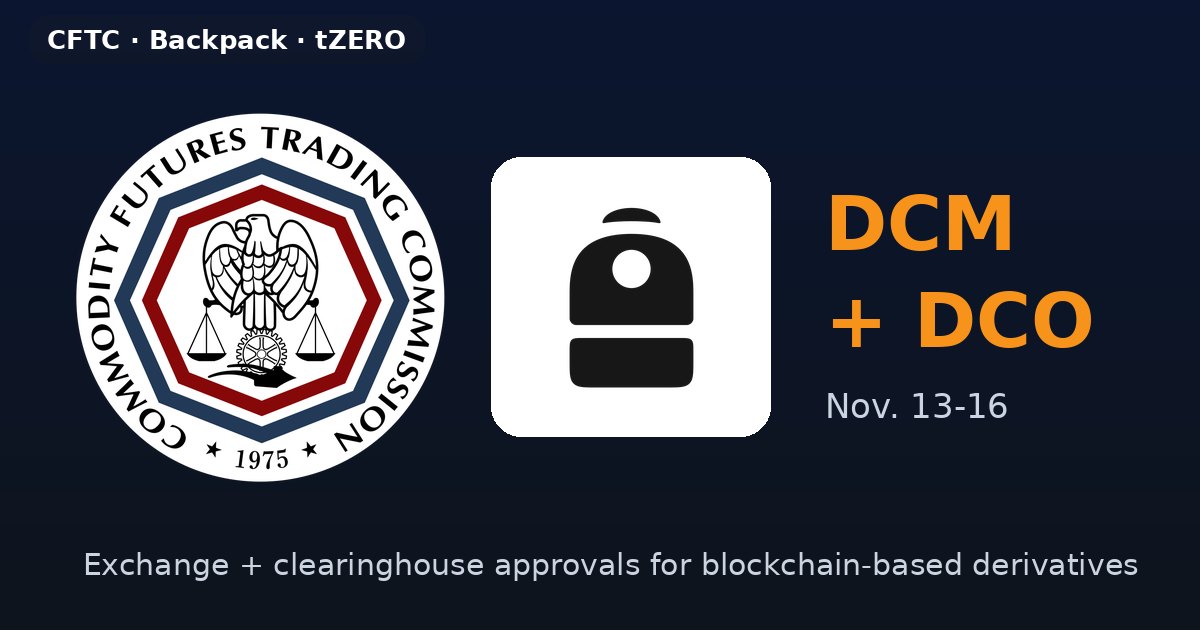 CFTC · Backpack · tZERO
COMMODITY FUTURES TRADING COMMISSION
★ 1975 ★
DCM
+ DCO
Nov. 13-16
Exchange + clearinghouse approvals for blockchain-based derivatives